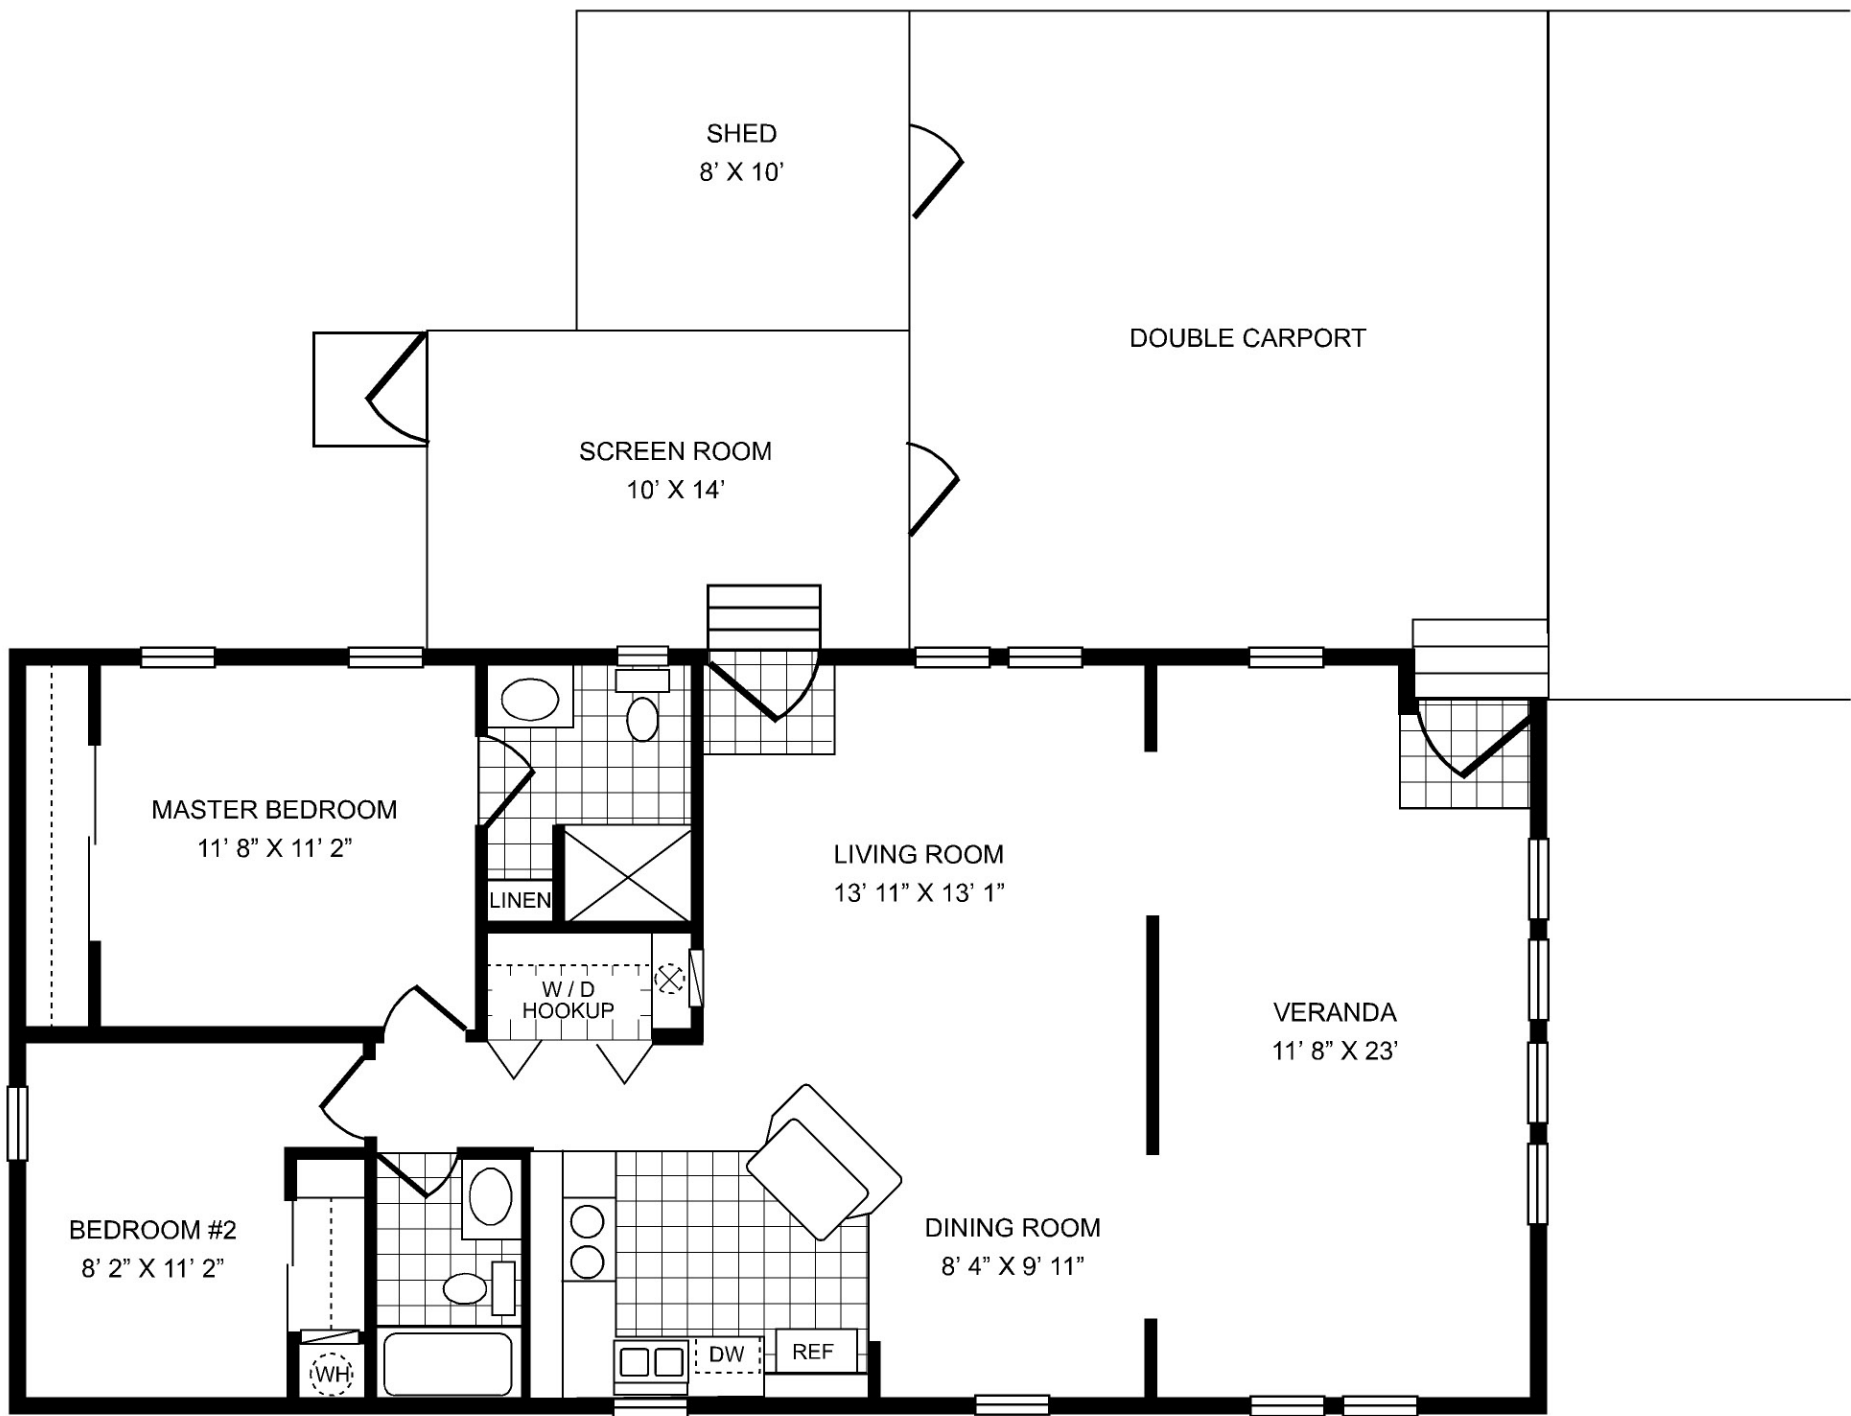 SHED
8’ X 10’
DOUBLE CARPORT
SCREEN ROOM
10’ X 14’
MASTER BEDROOM
11’ 8” X 11’ 2”
LINEN
LIVING ROOM
13’ 11” X 13’ 1”
W / D
HOOKUP
VERANDA
11’ 8” X 23’
BEDROOM #2
8’ 2” X 11’ 2”
DINING ROOM
8’ 4” X 9’ 11”
WH
DW
REF